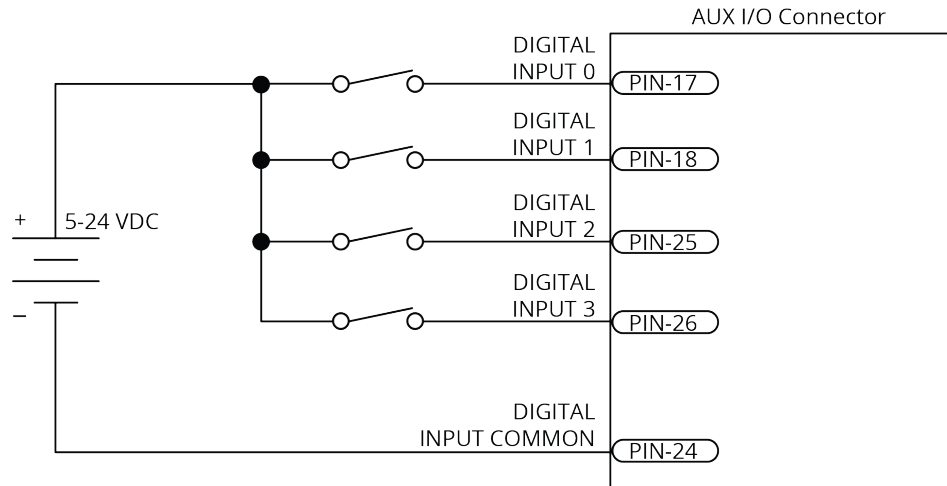 AUX I/O Connector
DIGITAL
INPUT 0
PIN-17
DIGITAL
INPUT 1
PIN-18
DIGITAL
INPUT 2
PIN-25
+ 5-24 VDC
DIGITAL
INPUT 3
PIN-26
–
DIGITAL
INPUT COMMON
PIN-24